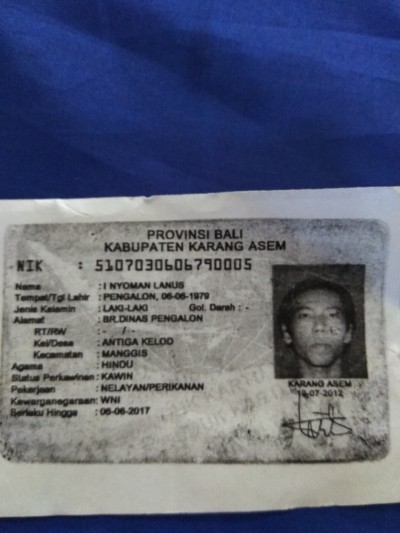 PROVINSI BALI
KABUPATEN KARANG ASEM
NIK : 5107030606790005
Nama : I NYOMAN LANUS
Tempat/Tgl Lahir : PENGALON, 06-06-1979
Jenis Kelamin : LAKI-LAKI Gol. Darah : -
Alamat : BR.DINAS PENGALON
RT/RW : - / -
Kel/Desa : ANTIGA KELOD
Kecamatan : MANGGIS
Agama : HINDU
Status Perkawinan : KAWIN
Pekerjaan : NELAYAN/PERIKANAN
Kewarganegaraan : WNI
Berlaku Hingga : 06-06-2017
KARANG ASEM
-07-2012